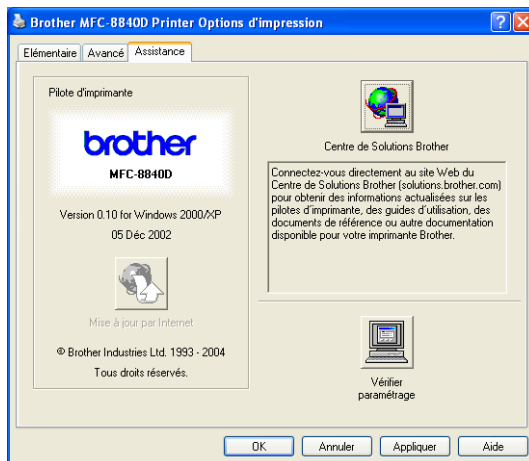 Brother MFC-8840D Printer Options d'impression
Elémentaire Avancé Assistance
Pilote d'imprimante
brother
MFC-8840D
Version 0.10 for Windows 2000/XP
05 Déc 2002
Mise à jour par Internet
© Brother Industries Ltd. 1993 - 2004
Tous droits réservés.
Centre de Solutions Brother
Connectez-vous directement au site Web du
Centre de Solutions Brother (solutions.brother.com)
pour obtenir des informations actualisées sur les
pilotes d'imprimante, des guides d'utilisation, des
documents de référence ou autre documentation
disponible pour votre imprimante Brother.
Vérifier
paramétrage
OK Annuler Appliquer Aide